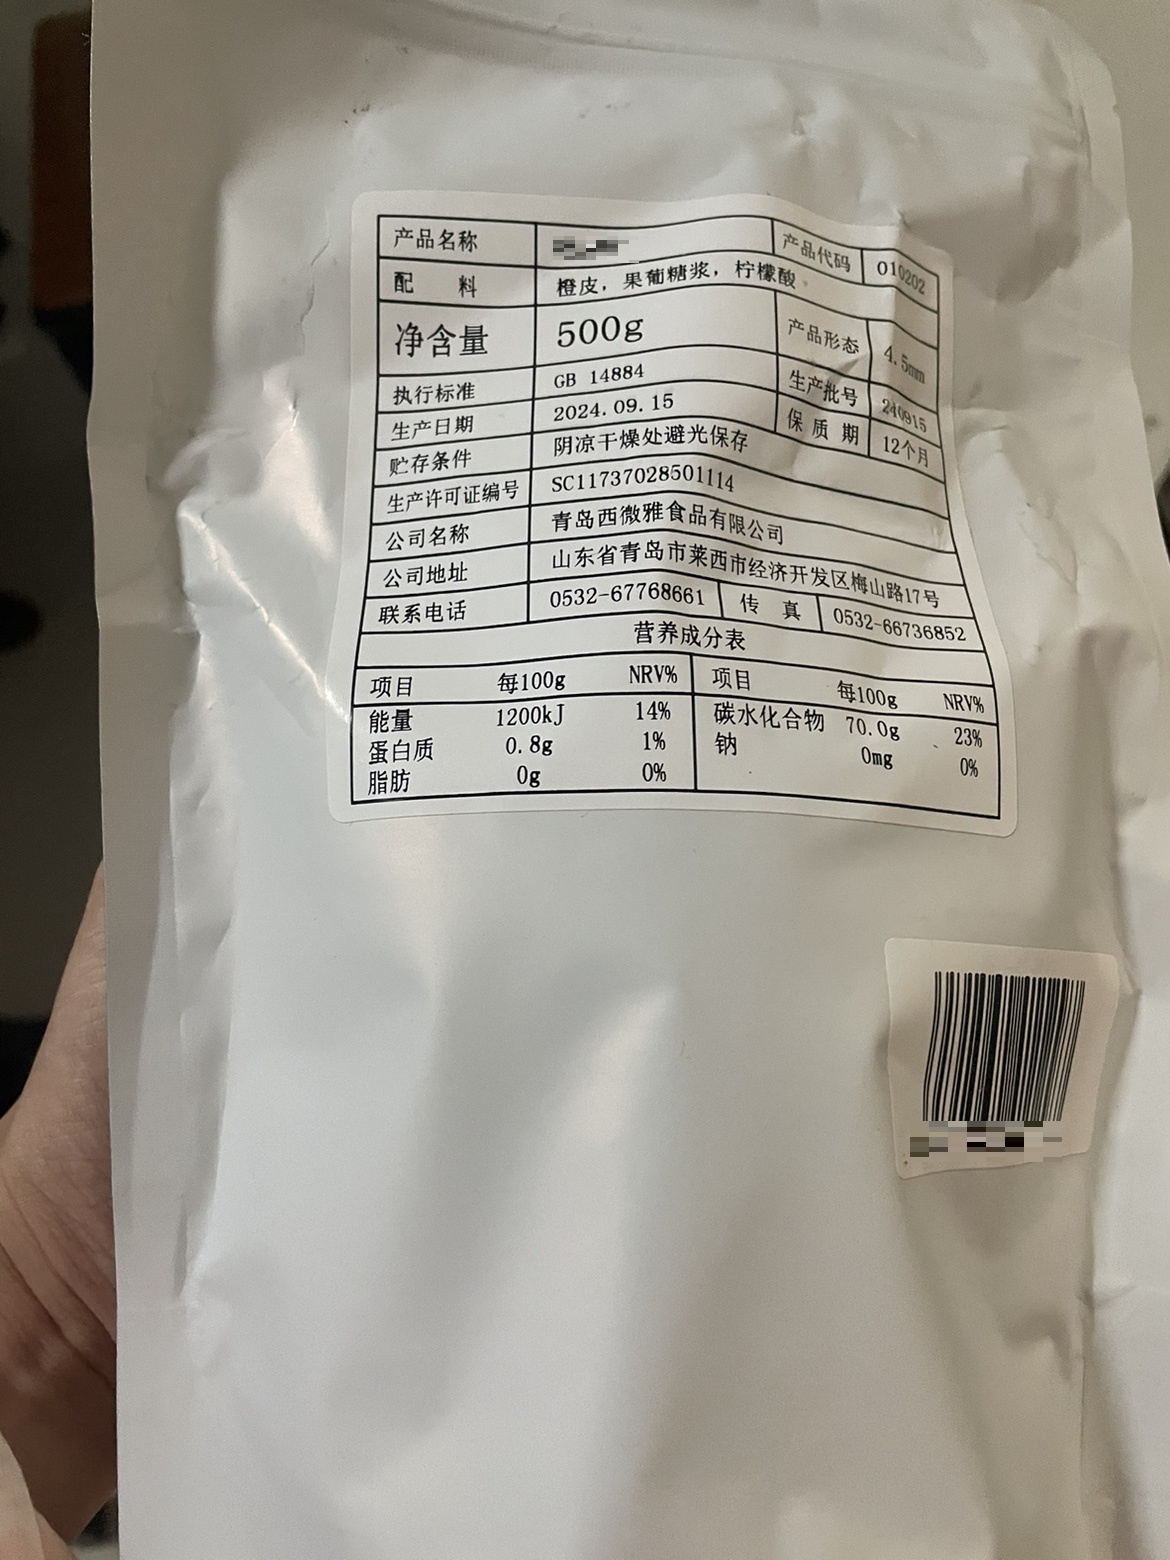 产品名称 产品代码 010202
配 料 橙皮，果葡糖浆，柠檬酸
净含量 500g 产品形态 4.5mm
执行标准 GB 14884 生产批号 240915
生产日期 2024.09.15 保质期 12个月
贮存条件 阴凉干燥处避光保存
生产许可证编号 SC11737028501114
公司名称 青岛西微雅食品有限公司
公司地址 山东省青岛市莱西市经济开发区梅山路17号
联系电话 0532-67768661 传 真 0532-66736852
营养成分表
项目 每100g NRV% 项目 每100g NRV%
能量 1200kJ 14% 碳水化合物 70.0g 23%
蛋白质 0.8g 1% 钠 0mg 0%
脂肪 0g 0%